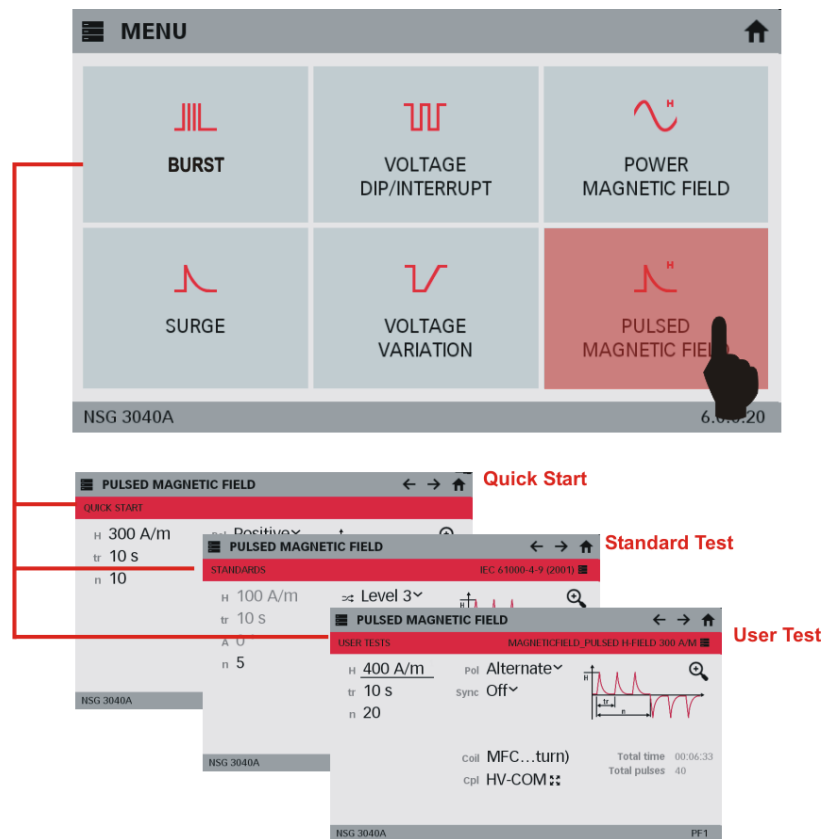 MENU
BURST
VOLTAGE
DIP/INTERRUPT
H
POWER
MAGNETIC FIELD
SURGE
VOLTAGE
VARIATION
H
PULSED
MAGNETIC FIEL
NSG 3040A
20
PULSED MAGNETIC FIELD
Quick Start
QUICK START
H 300 A/m
Positive
tr 10 s
n 10
NSG 3040A
PULSED MAGNETIC FIELD
Standard Test
STANDARDS
IEC 61000-4-9 (2001)
H 100 A/m
Level 3
H
tr 10 s
A 0
n 5
NSG 3040A
PULSED MAGNETIC FIELD
User Test
USER TESTS
MAGNETICFIELD_PULSED H-FIELD 300 A/M
H 400 A/m
Pol Alternate
tr 10 s
Sync Off
n 20
H
tr
n
Coil MFC...turn)
Total time 00:06:33
Cpl HV-COM
Total pulses 40
NSG 3040A
PF1